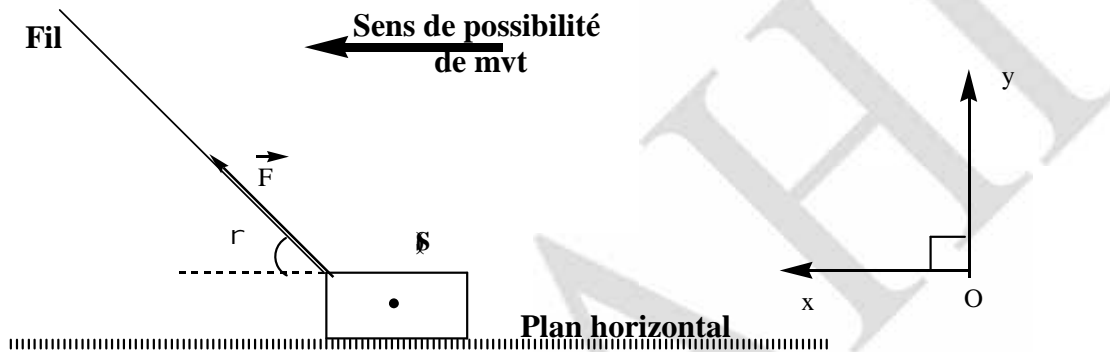 Fil
Sens de possibilité
de mvt
F
r
S
Plan horizontal
y
x
O